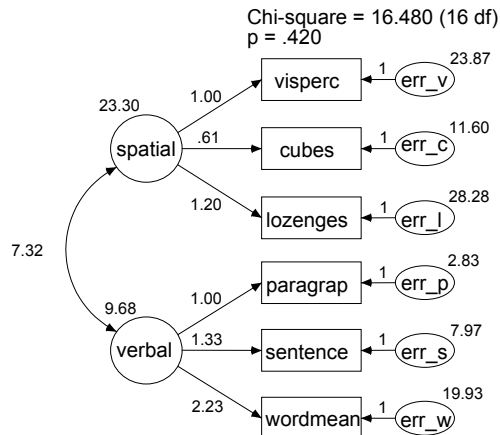 Chi-square = 16.480 (16 df)
p = .420
23.87
1
visperc
err_v
1.00
23.30
11.60
.61
1
spatial
cubes
err_c
28.28
1.20
1
lozenges
err_l
7.32
2.83
1
paragrap
err_p
1.00
9.68
7.97
1.33
1
verbal
sentence
err_s
19.93
2.23
1
wordmean
err_w